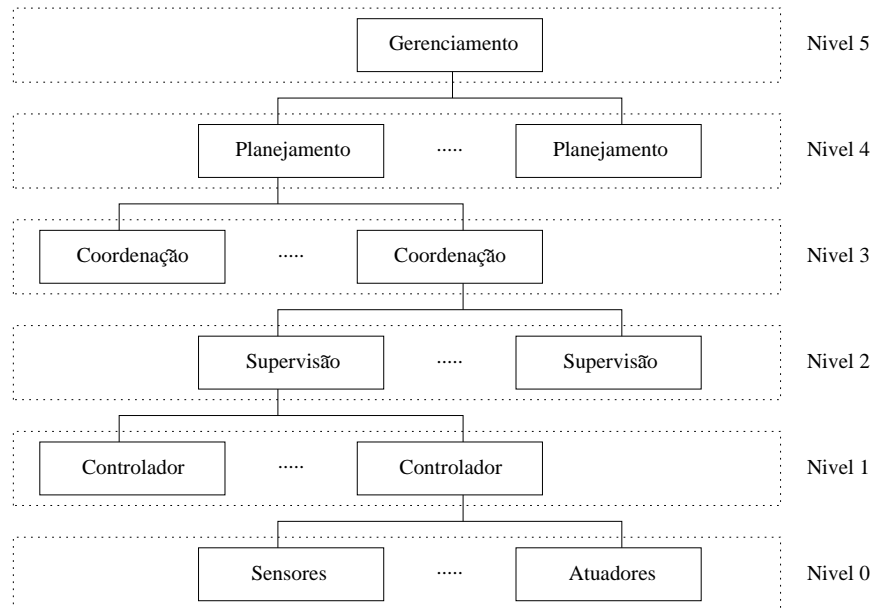 Gerenciamento
Nivel 5
Planejamento ..... Planejamento
Nivel 4
Coordenação ..... Coordenação
Nivel 3
Supervisão ..... Supervisão
Nivel 2
Controlador ..... Controlador
Nivel 1
Sensores ..... Atuadores
Nivel 0